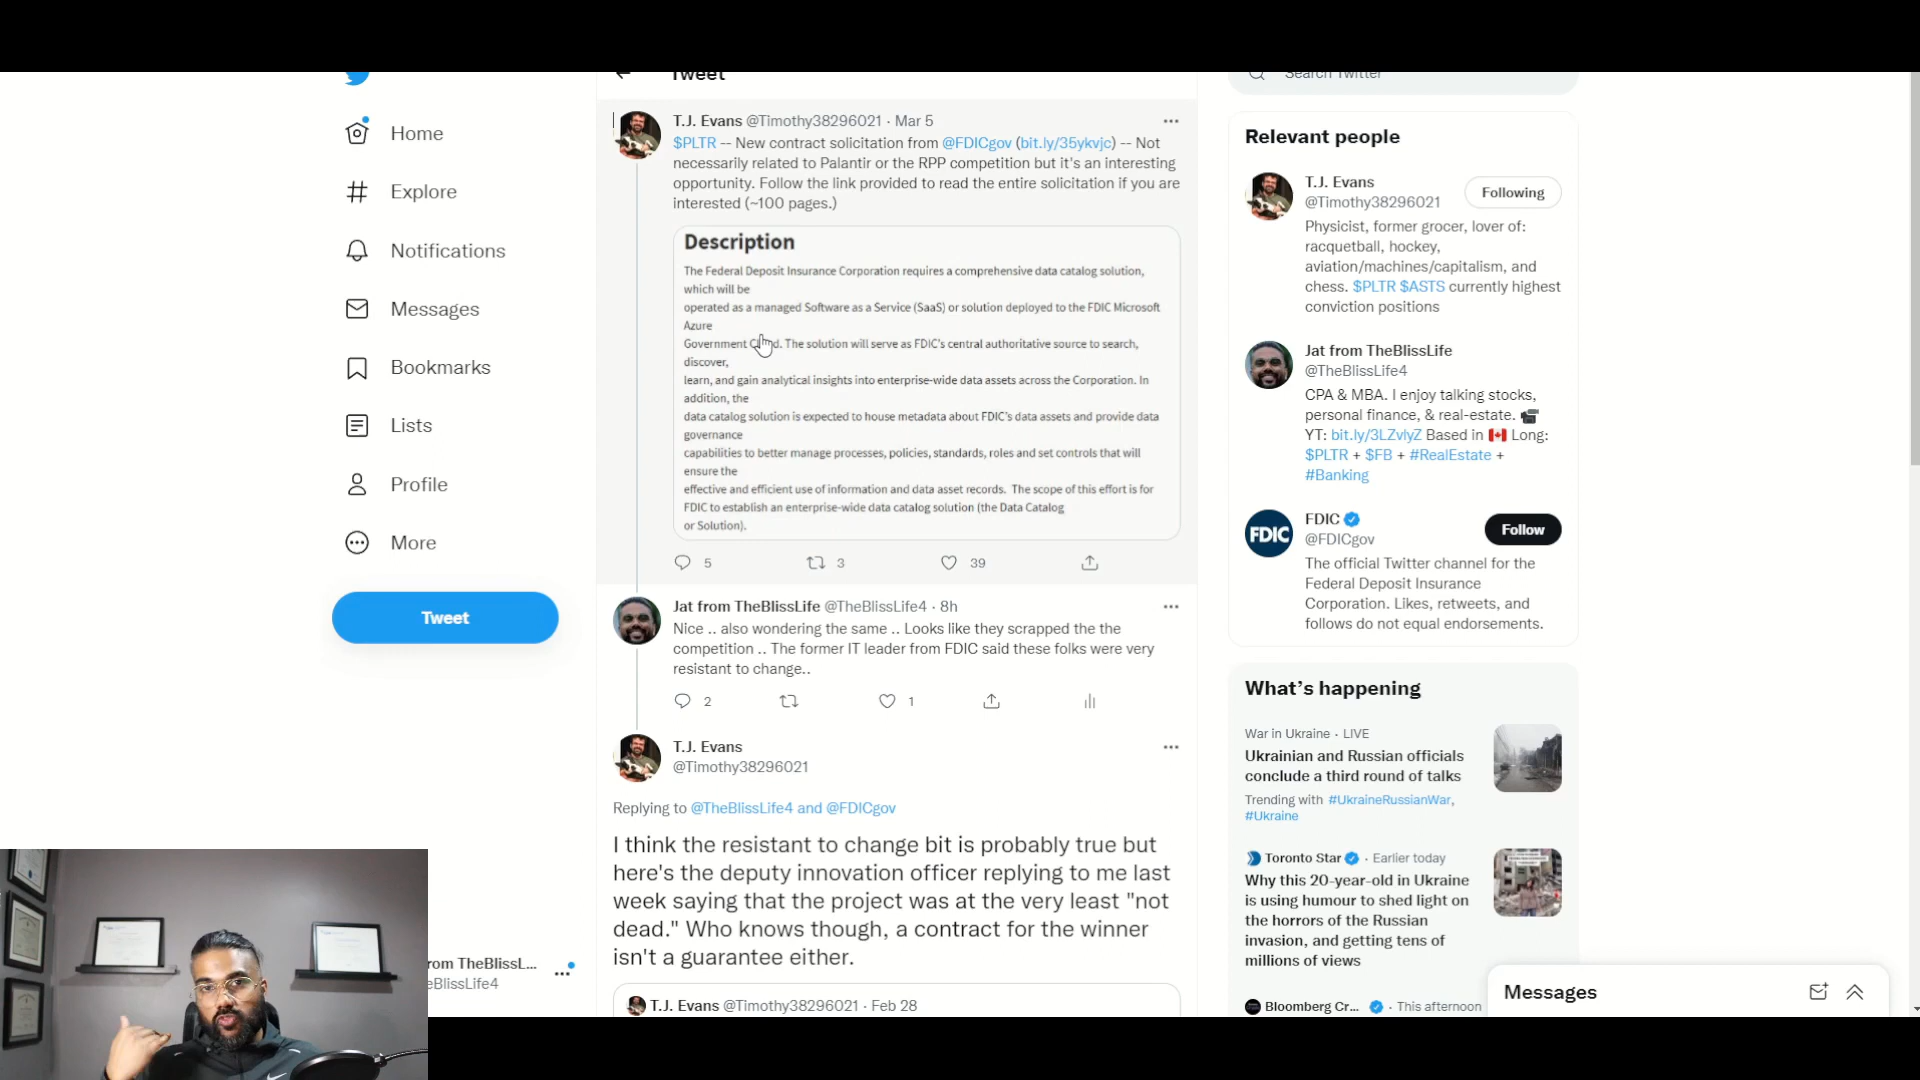 Tweet
Search Twitter
Home
Explore
Notifications
Messages
Bookmarks
Lists
Profile
More
Tweet
T.J. Evans @Timothy38296021 · Mar 5
$PLTR -- New contract solicitation from @FDICgov (bit.ly/35ykvjc) -- Not
necessarily related to Palantir or the RPP competition but it's an interesting
opportunity. Follow the link provided to read the entire solicitation if you are
interested (~100 pages.)
Description
The Federal Deposit Insurance Corporation requires a comprehensive data catalog solution,
which will be
operated as a managed Software as a Service (SaaS) or solution deployed to the FDIC Microsoft
Azure
Government Cloud. The solution will serve as FDIC's central authoritative source to search,
discover,
learn, and gain analytical insights into enterprise-wide data assets across the Corporation. In
addition, the
data catalog solution is expected to house metadata about FDIC's data assets and provide data
governance
capabilities to better manage processes, policies, standards, roles and set controls that will
ensure the
effective and efficient use of information and data asset records. The scope of this effort is for
FDIC to establish an enterprise-wide data catalog solution (the Data Catalog
or Solution).
5 3 39
Jat from TheBlissLife @TheBlissLife4 · 8h
Nice .. also wondering the same .. Looks like they scrapped the the
competition .. The former IT leader from FDIC said these folks were very
resistant to change..
2 1
T.J. Evans
@Timothy38296021
Replying to @TheBlissLife4 and @FDICgov
I think the resistant to change bit is probably true but
here's the deputy innovation officer replying to me last
week saying that the project was at the very least "not
dead." Who knows though, a contract for the winner
isn't a guarantee either.
T.J. Evans @Timothy38296021 · Feb 28
Relevant people
T.J. Evans
@Timothy38296021
Following
Physicist, former grocer, lover of:
racquetball, hockey,
aviation/machines/capitalism, and
chess. $PLTR $ASTS currently highest
conviction positions
Jat from TheBlissLife
@TheBlissLife4
CPA & MBA. I enjoy talking stocks,
personal finance, & real-estate.
YT: bit.ly/3LZvlyZ Based in Long:
$PLTR + $FB + #RealEstate +
#Banking
FDIC
FDIC
@FDICgov
Follow
The official Twitter channel for the
Federal Deposit Insurance
Corporation. Likes, retweets, and
follows do not equal endorsements.
What's happening
War in Ukraine · LIVE
Ukrainian and Russian officials
conclude a third round of talks
Trending with #UkraineRussianWar,
#Ukraine
Toronto Star · Earlier today
Why this 20-year-old in Ukraine
is using humour to shed light on
the horrors of the Russian
invasion, and getting tens of
millions of views
Bloomberg Cr... · This afternoon
Messages
rom TheBlissL...
eBlissLife4